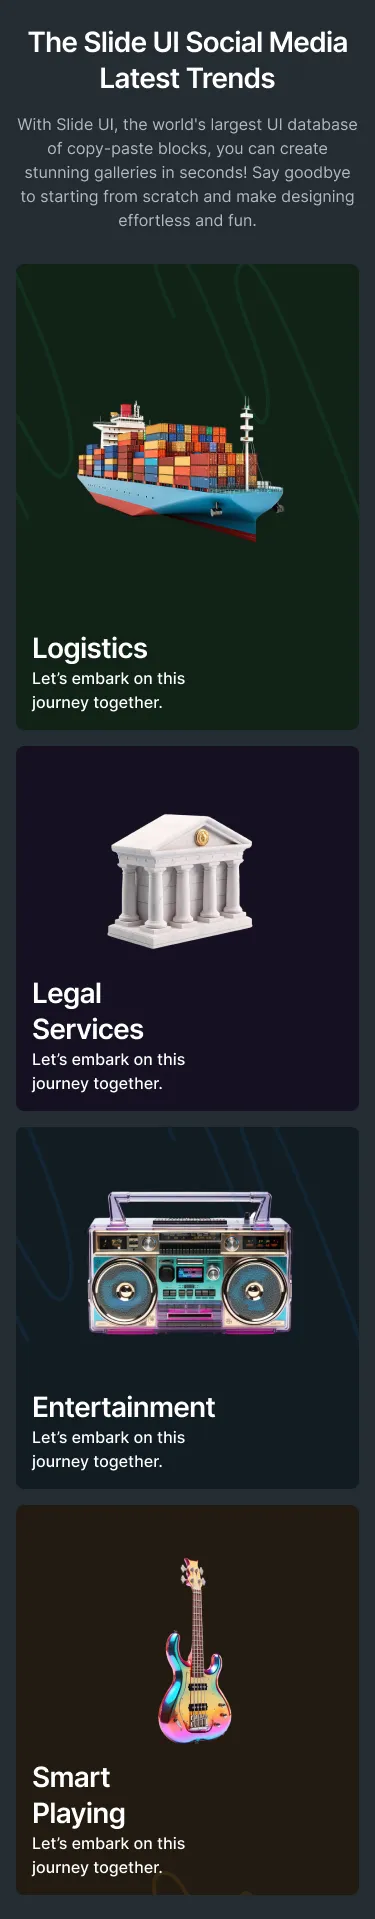 The Slide UI Social Media
Latest Trends
With Slide UI, the world's largest UI database
of copy-paste blocks, you can create
stunning galleries in seconds! Say goodbye
to starting from scratch and make designing
effortless and fun.
Logistics
Let’s embark on this
journey together.
Legal
Services
Let’s embark on this
journey together.
Entertainment
Let’s embark on this
journey together.
Smart
Playing
Let’s embark on this
journey together.